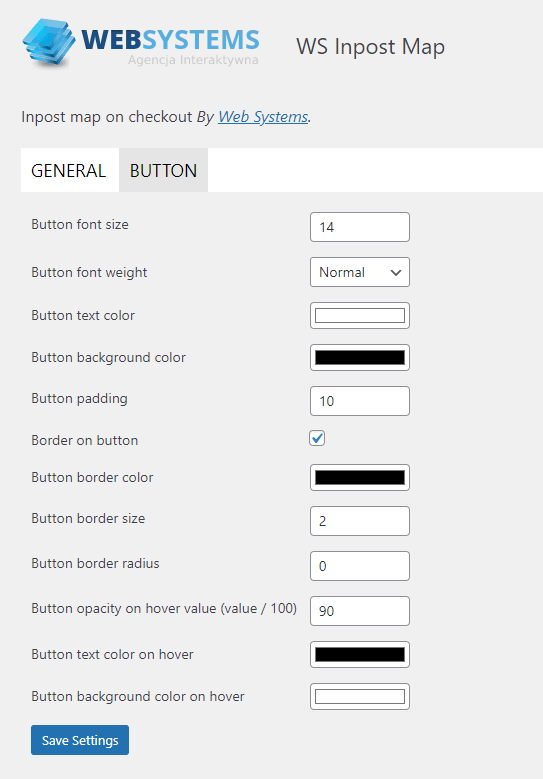 WEBSYSTEMS
Agencja Interaktywna
WS Inpost Map
Inpost map on checkout By Web Systems.
GENERAL BUTTON
Button font size 14
Button font weight Normal
Button text color
Button background color
Button padding 10
Border on button
Button border color
Button border size 2
Button border radius 0
Button opacity on hover value (value / 100) 90
Button text color on hover
Button background color on hover
Save Settings